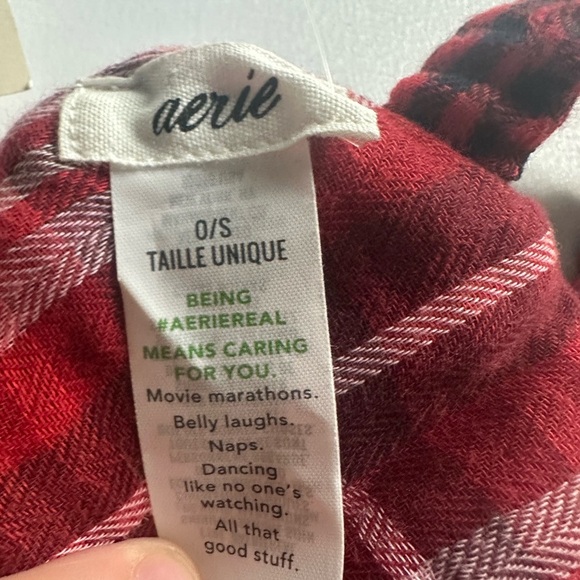 aerie
O/S
TAILLE UNIQUE
BEING
#AERIEREAL
MEANS CARING
FOR YOU.
Movie marathons.
Belly laughs.
Naps.
Dancing
like no one's
watching.
All that
good stuff.